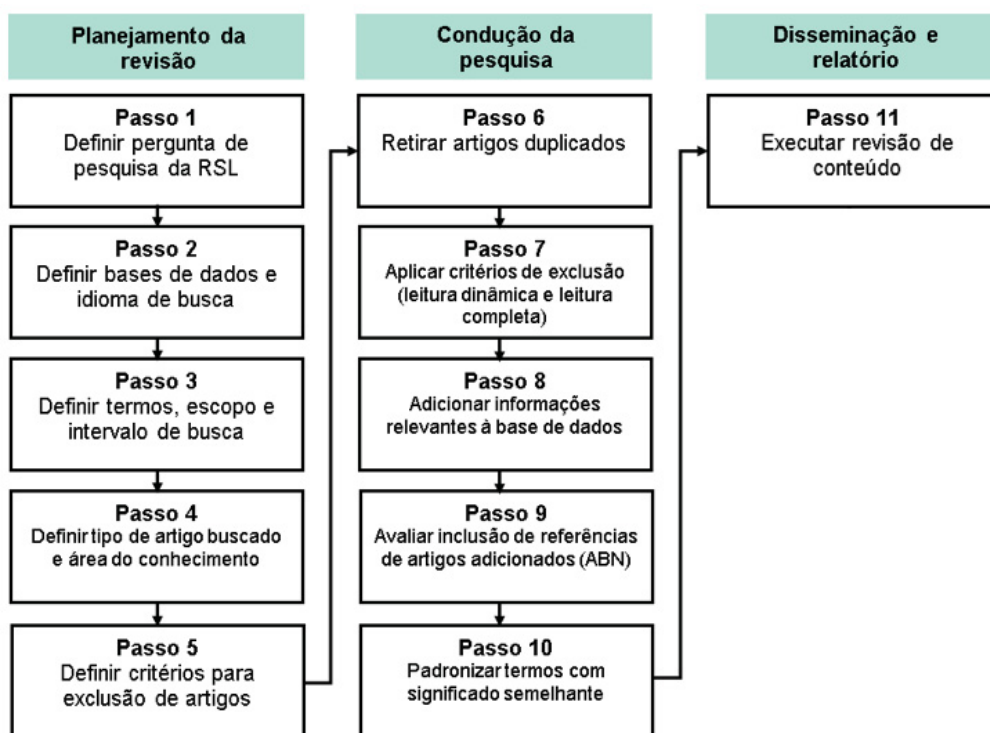 Planejamento da
revisão
Passo 1
Definir pergunta de
pesquisa da RSL
Passo 2
Definir bases de dados e
idioma de busca
Passo 3
Definir termos, escopo e
intervalo de busca
Passo 4
Definir tipo de artigo buscado
e área do conhecimento
Passo 5
Definir critérios para
exclusão de artigos
Condução da
pesquisa
Passo 6
Retirar artigos duplicados
Passo 7
Aplicar critérios de exclusão
(leitura dinâmica e leitura
completa)
Passo 8
Adicionar informações
relevantes à base de dados
Passo 9
Avaliar inclusão de referências
de artigos adicionados (ABN)
Passo 10
Padronizar termos com
significado semelhante
Disseminação e
relatório
Passo 11
Executar revisão de
conteúdo